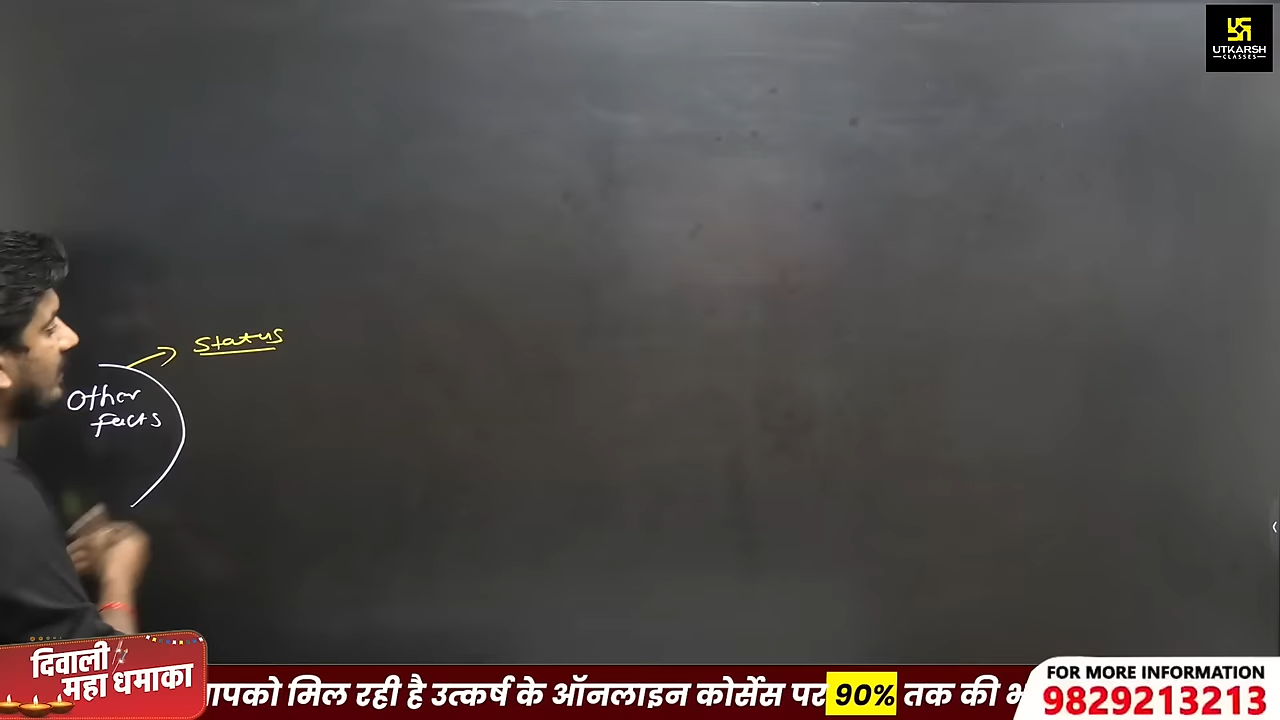 UTKARSH
CLASSES
Status
Other
facts
दिवाली
महा धमाका
आपको मिल रही है उत्कर्ष के ऑनलाइन कोर्सेस पर 90% तक की
FOR MORE INFORMATION
9829213213